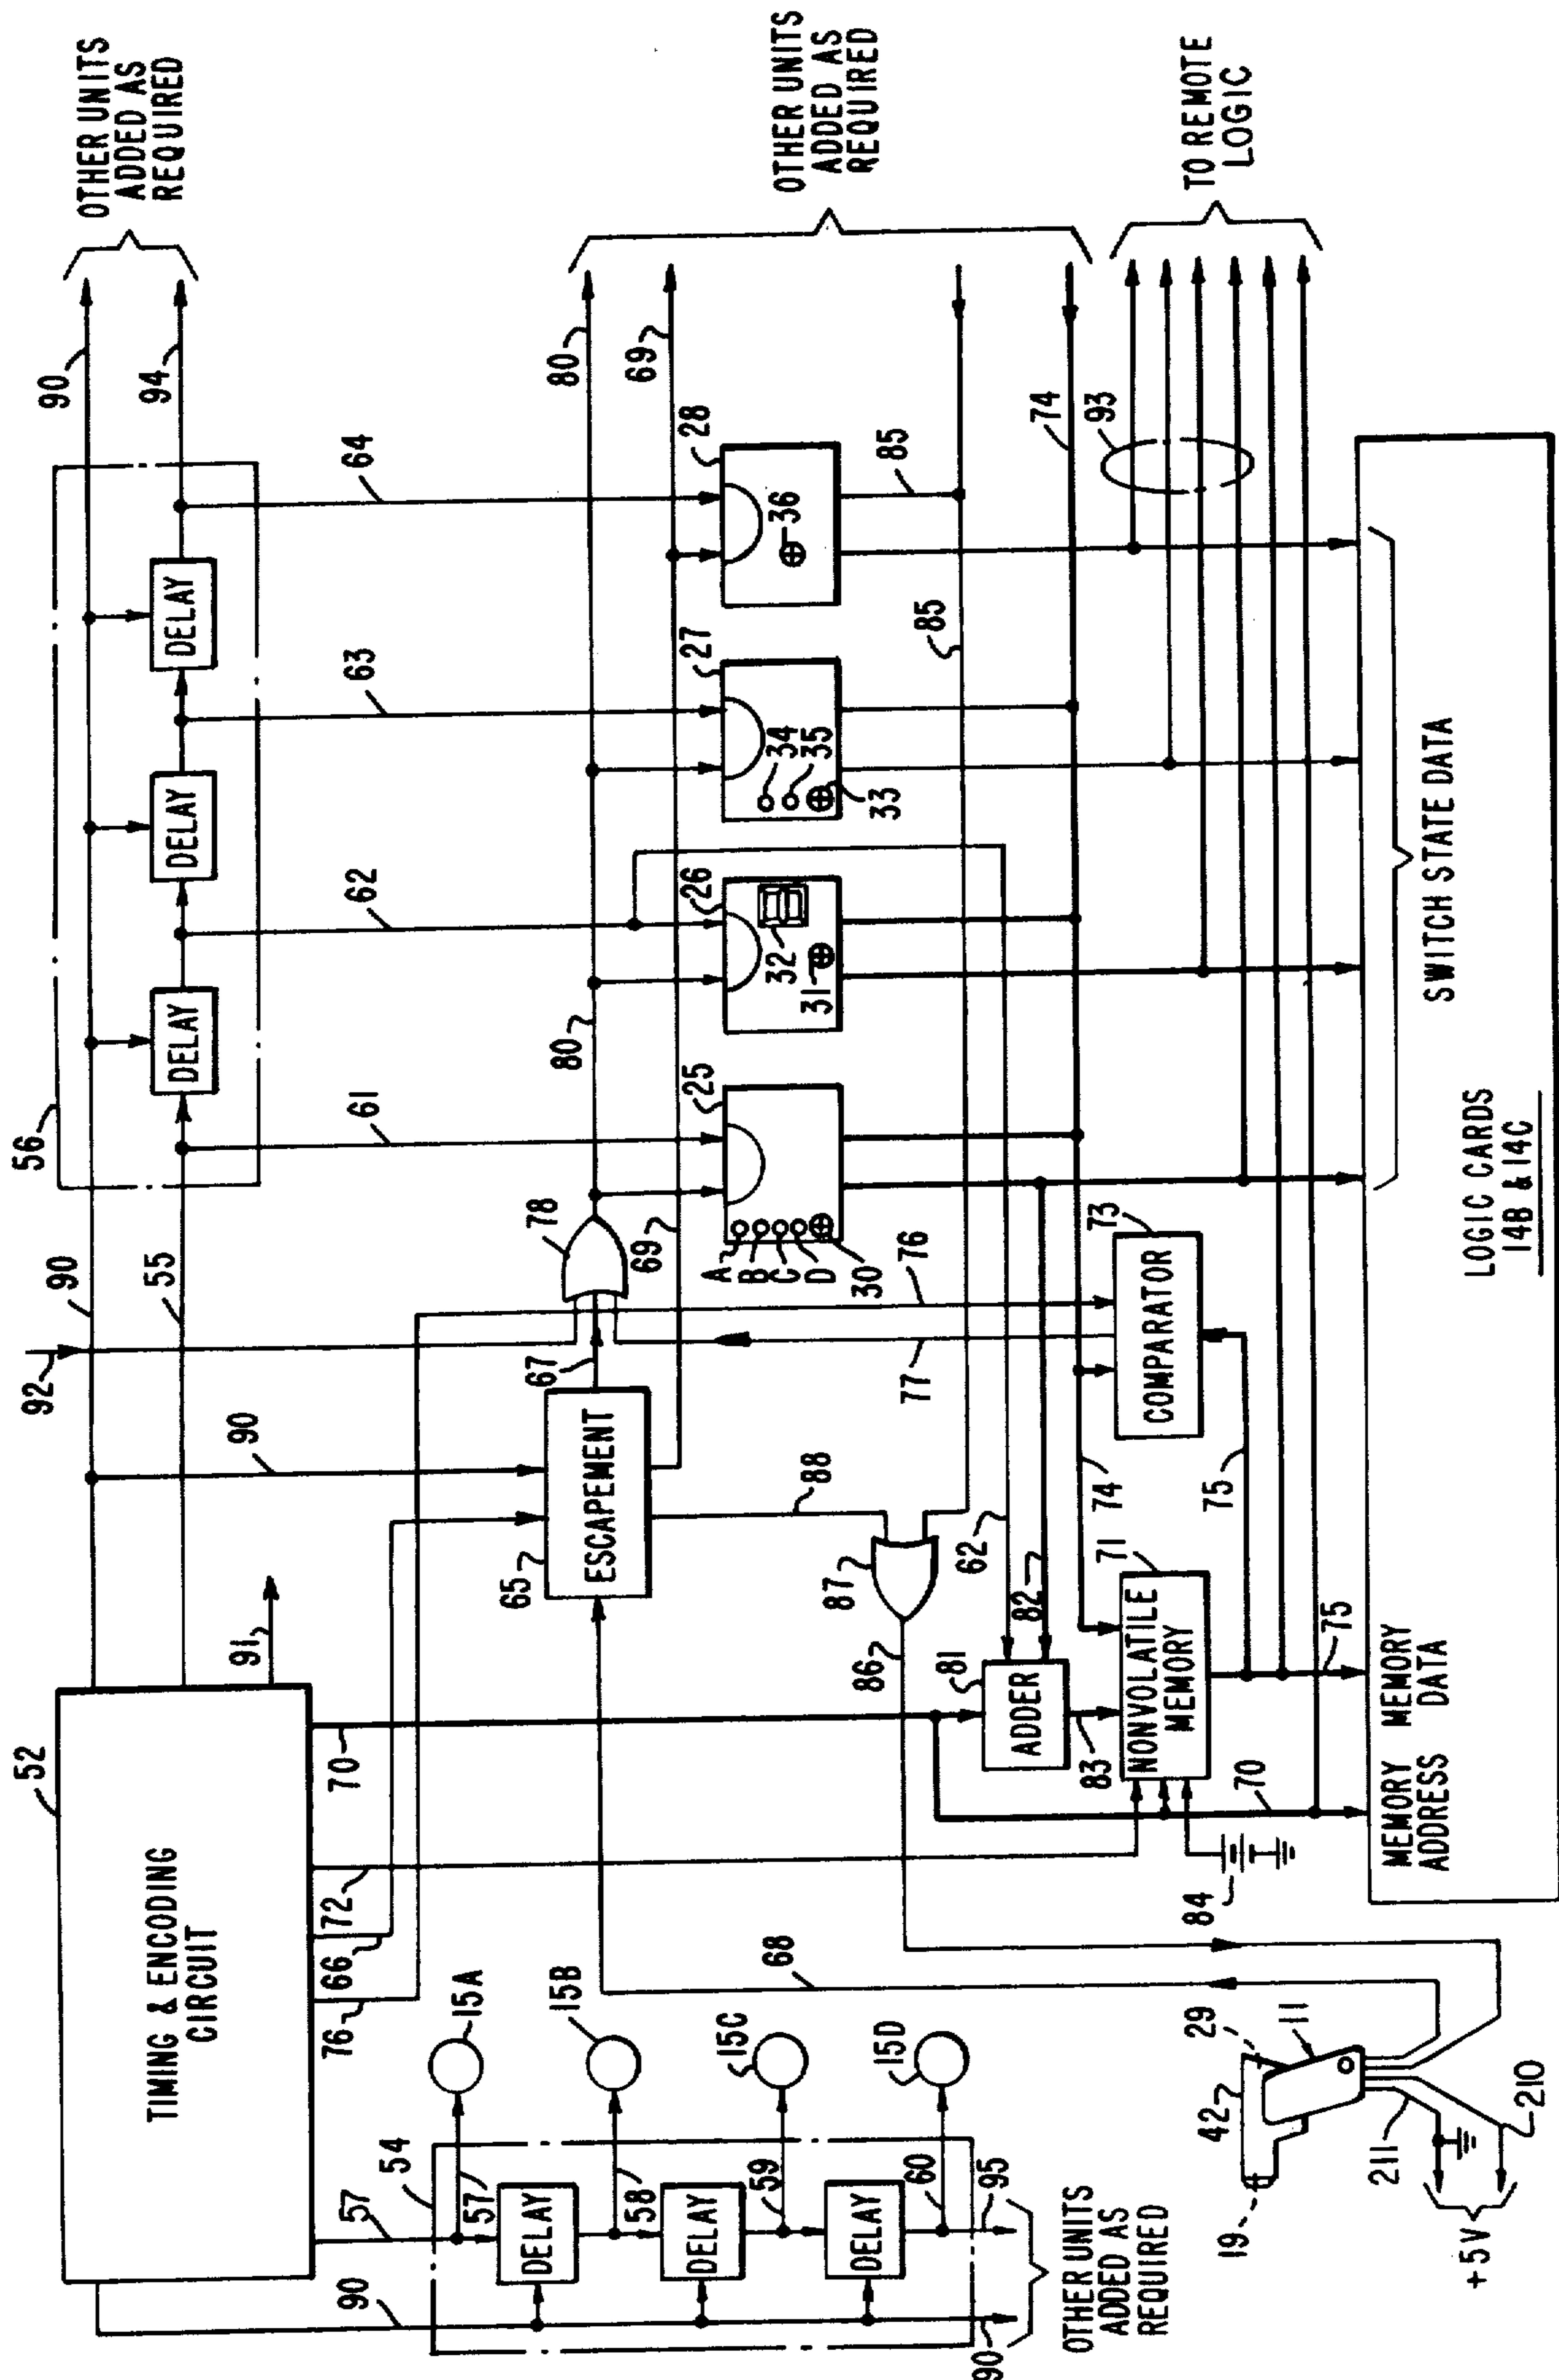 52
TIMING & ENCODING
CIRCUIT
90
55
91
92
90
56
DELAY
DELAY
DELAY
90
94
OTHER UNITS
ADDED AS
REQUIRED
61
62
63
64
57
54
57
DELAY
58
DELAY
59
DELAY
60
95
90
90
OTHER UNITS
ADDED AS
REQUIRED
15A
15B
15C
15D
76
66
72
70
65
ESCAPEMENT
90
67
78
69
88
68
80
80
69
OTHER UNITS
ADDED AS
REQUIRED
25
A
B
C
D
30
26
31
32
27
34
35
33
28
36
85
85
87
86
62
82
81
ADDER
83
71
NONVOLATILE
MEMORY
84
70
74
74
75
75
73
COMPARATOR
76
77
93
TO REMOTE
LOGIC
MEMORY
ADDRESS
MEMORY
DATA
SWITCH STATE DATA
LOGIC CARDS
14B & 14C
19
42
29
11
211
210
+5V